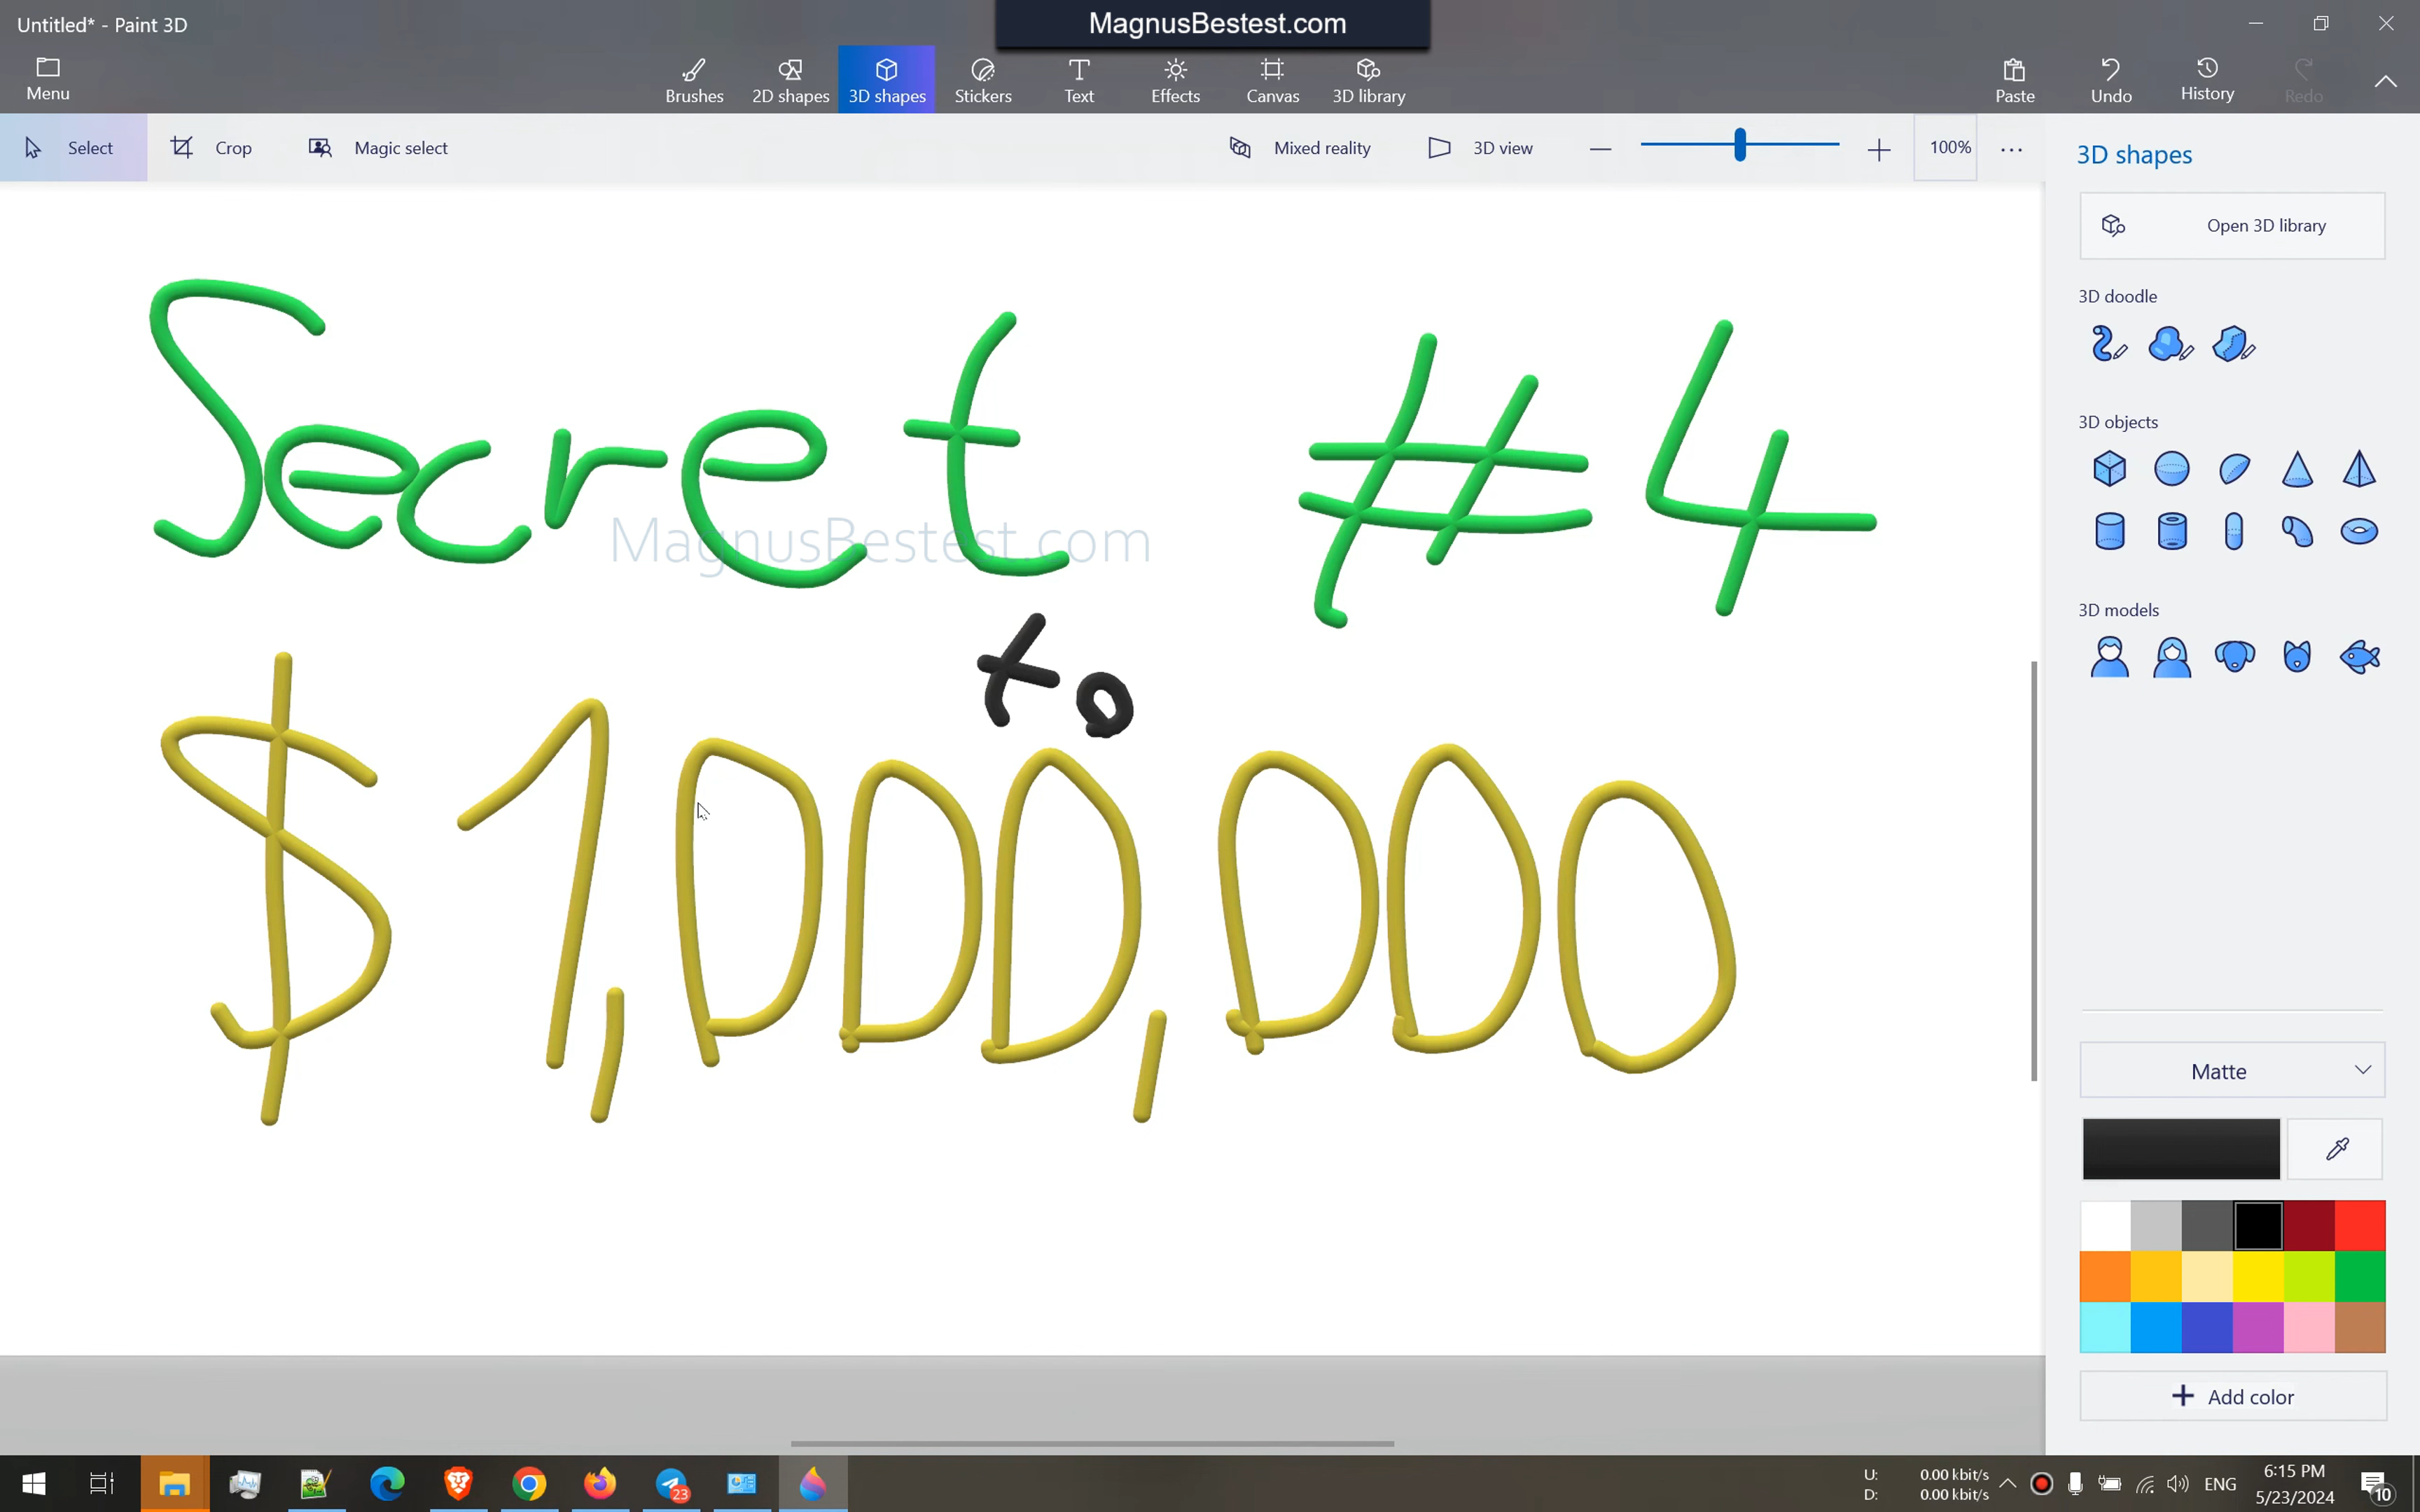 Untitled* - Paint 3D
MagnusBestest.com
Menu
Brushes
2D shapes
3D shapes
Stickers
Text
Effects
Canvas
3D library
Paste
Undo
History
Redo
Select
Crop
Magic select
Mixed reality
3D view
100%
3D shapes
Open 3D library
3D doodle
3D objects
3D models
Secret #4
MagnusBestest.com
to
$1,000,000
Matte
Add color
23
U: 0.00 kbit/s
D: 0.00 kbit/s
ENG
6:15 PM
5/23/2024
10